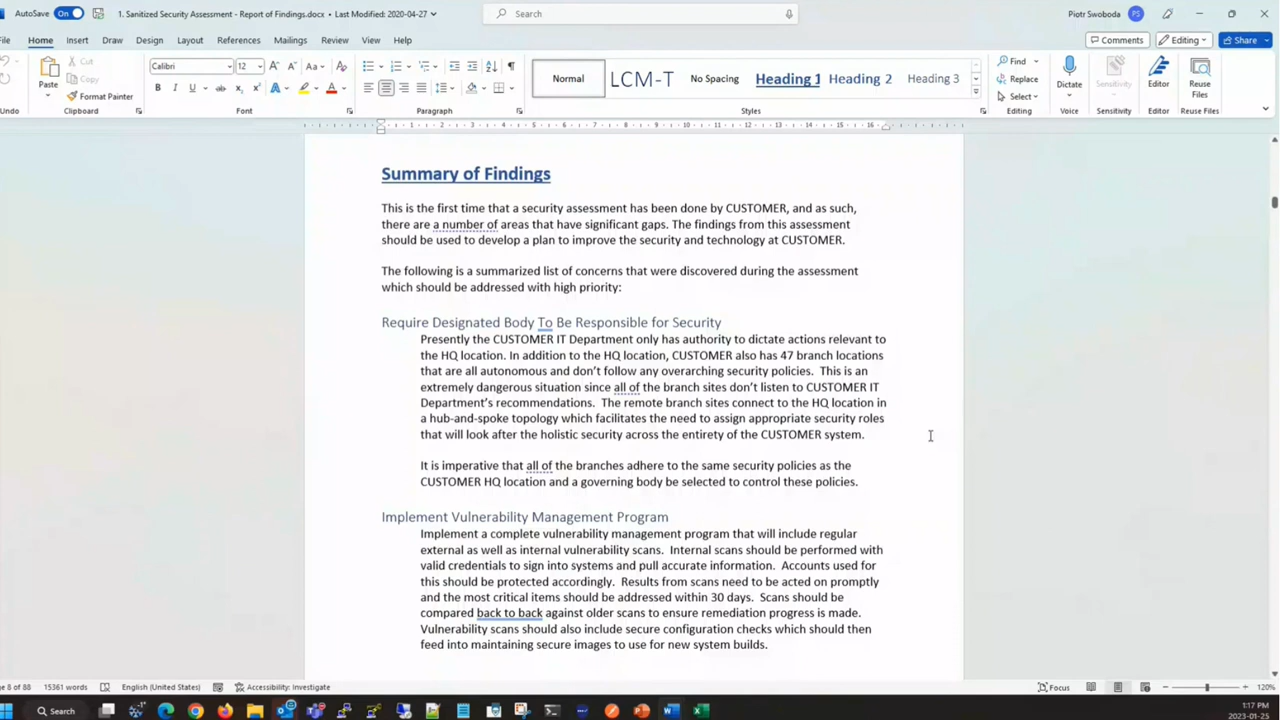 AutoSave On 1. Sanitized Security Assessment - Report of Findings.docx • Last Modified: 2020-04-27 Search Piotr Swoboda PS
File Home Insert Draw Design Layout References Mailings Review View Help Comments Editing Share
Cut
Copy
Format Painter
Paste
Calibri 12
Normal LCM-T No Spacing Heading 1 Heading 2 Heading 3
Find
Replace
Select
Dictate Sensitivity Editor Reuse Files
Undo Clipboard Font Paragraph Styles Editing Voice Sensitivity Editor Reuse Files
1 2 3 4 5 6 7 8 9 10 11 12 13 14 15 16
Summary of Findings
This is the first time that a security assessment has been done by CUSTOMER, and as such,
there are a number of areas that have significant gaps. The findings from this assessment
should be used to develop a plan to improve the security and technology at CUSTOMER.
The following is a summarized list of concerns that were discovered during the assessment
which should be addressed with high priority:
Require Designated Body To Be Responsible for Security
Presently the CUSTOMER IT Department only has authority to dictate actions relevant to
the HQ location. In addition to the HQ location, CUSTOMER also has 47 branch locations
that are all autonomous and don't follow any overarching security policies. This is an
extremely dangerous situation since all of the branch sites don't listen to CUSTOMER IT
Department's recommendations. The remote branch sites connect to the HQ location in
a hub-and-spoke topology which facilitates the need to assign appropriate security roles
that will look after the holistic security across the entirety of the CUSTOMER system.
It is imperative that all of the branches adhere to the same security policies as the
CUSTOMER HQ location and a governing body be selected to control these policies.
Implement Vulnerability Management Program
Implement a complete vulnerability management program that will include regular
external as well as internal vulnerability scans. Internal scans should be performed with
valid credentials to sign into systems and pull accurate information. Accounts used for
this should be protected accordingly. Results from scans need to be acted on promptly
and the most critical items should be addressed within 30 days. Scans should be
compared back to back against older scans to ensure remediation progress is made.
Vulnerability scans should also include secure configuration checks which should then
feed into maintaining secure images to use for new system builds.
ge 8 of 88 15361 words English (United States) Accessibility: Investigate Focus 120%
Search 1:17 PM
2023-01-25